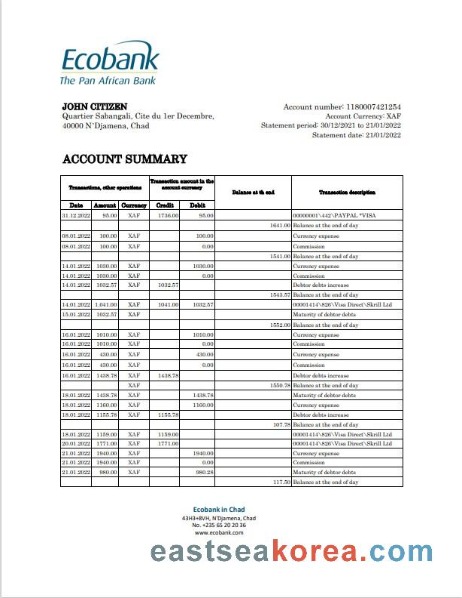 Ecobank
The Pan African Bank
JOHN CITIZEN
Quartier Sabangali, Cite du 1er Decembre,
40000 N'Djamena, Chad
Account number: 1180007421254
Account Currency: XAF
Statement period: 30/12/2021 to 21/01/2022
Statement date: 21/01/2022
ACCOUNT SUMMARY
Transactions, other operations Transaction amount in the account currency Balance at th end Transaction description
Date Amount Currency Credit Debit
31.12.2022 95.00 XAF 1736.00 95.00 00000001\442\PAYPAL *VISA
1641.00 Balance at the end of day
08.01.2022 100.00 XAF 100.00 Currency expense
08.01.2022 100.00 XAF 0.00 Commission
1541.00 Balance at the end of day
14.01.2022 1030.00 XAF 1030.00 Currency expense
14.01.2022 1030.00 XAF 0.00 Commission
14.01.2022 1032.57 XAF 1032.57 Debtor debts increase
1543.57 Balance at the end of day
14.01.2022 1,041.00 XAF 1041.00 1032.57 00001414\826\Visa Direct\Skrill Ltd
15.01.2022 1032.57 XAF Maturity of debtor debts
1552.00 Balance at the end of day
16.01.2022 1010.00 XAF 1010.00 Currency expense
16.01.2022 1010.00 XAF 0.00 Commission
16.01.2022 430.00 XAF 430.00 Currency expense
16.01.2022 430.00 XAF 0.00 Commission
16.01.2022 1438.78 XAF 1438.78 Debtor debts increase
XAF 1550.78 Balance at the end of day
18.01.2022 1438.78 XAF 1438.78 Maturity of debtor debts
18.01.2022 1160.00 XAF 1160.00 Currency expense
18.01.2022 1155.78 XAF 1155.78 Debtor debts increase
107.78 Balance at the end of day
18.01.2022 1159.00 XAF 1159.00 00001414\826\Visa Direct\Skrill Ltd
20.01.2022 1771.00 XAF 1771.00 00001414\826\Visa Direct\Skrill Ltd
21.01.2022 1940.00 XAF 1940.00 Currency expense
21.01.2022 1940.00 XAF 0.00 Commission
21.01.2022 980.00 XAF 980.28 Maturity of debtor debts
117.50 Balance at the end of day
Ecobank in Chad
43H3+8VH, N'Djamena, Chad
No. +235 65 20 20 36
www.ecobank.com
eastseakorea.com